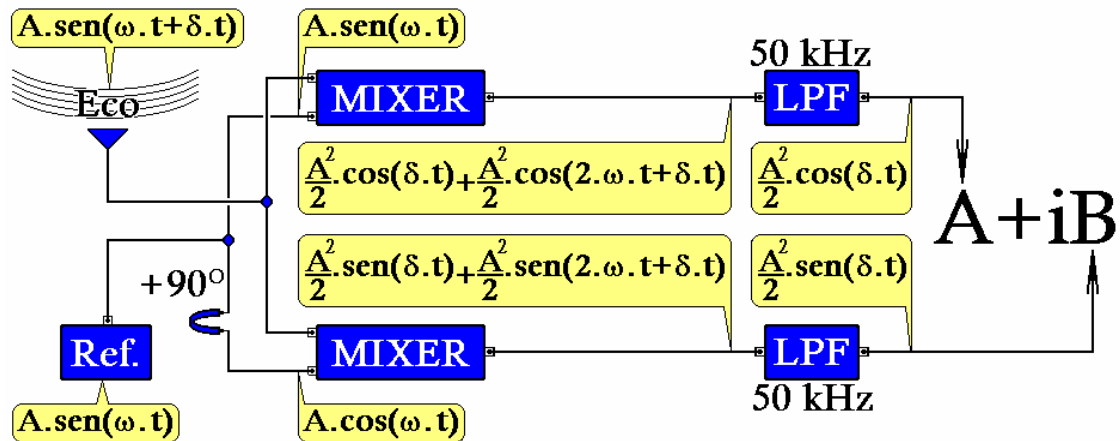 A.sen(ω.t+δ.t)
A.sen(ω.t)
50 kHz
Eco
MIXER
LPF
A²/2.cos(δ.t)+A²/2.cos(2.ω.t+δ.t)
A²/2.cos(δ.t)
A+iB
+90º
A²/2.sen(δ.t)+A²/2.sen(2.ω.t+δ.t)
A²/2.sen(δ.t)
Ref.
MIXER
LPF
A.sen(ω.t)
A.cos(ω.t)
50 kHz